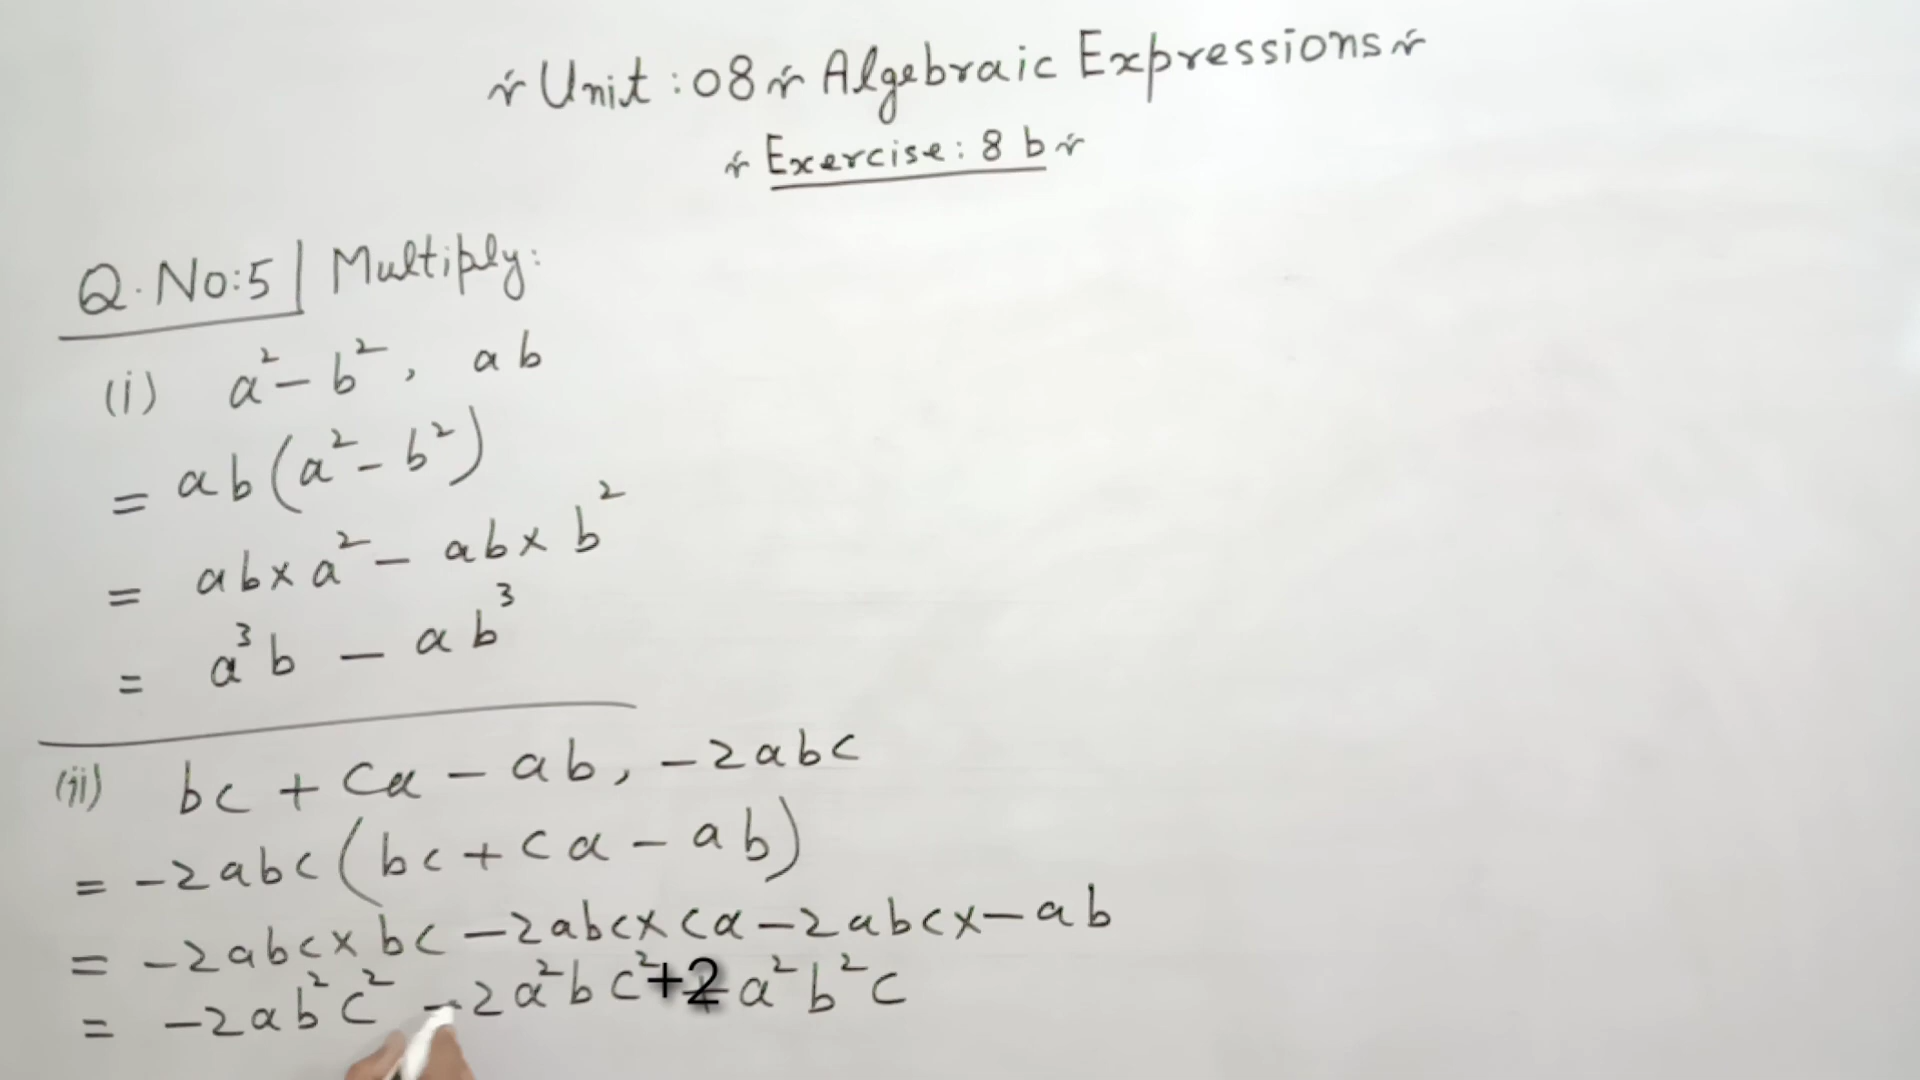 Unit : 08 Algebraic Expressions
Exercise: 8 b
Q. No:5 | Multiply:
(i) a² - b², ab
= ab(a² - b²)
= ab × a² - ab × b²
= a³b - ab³
(ii) bc + ca - ab, -2abc
= -2abc(bc + ca - ab)
= -2abc × bc - 2abc × ca - 2abc × -ab
= -2ab²c² - 2a²bc² + 2a²b²c